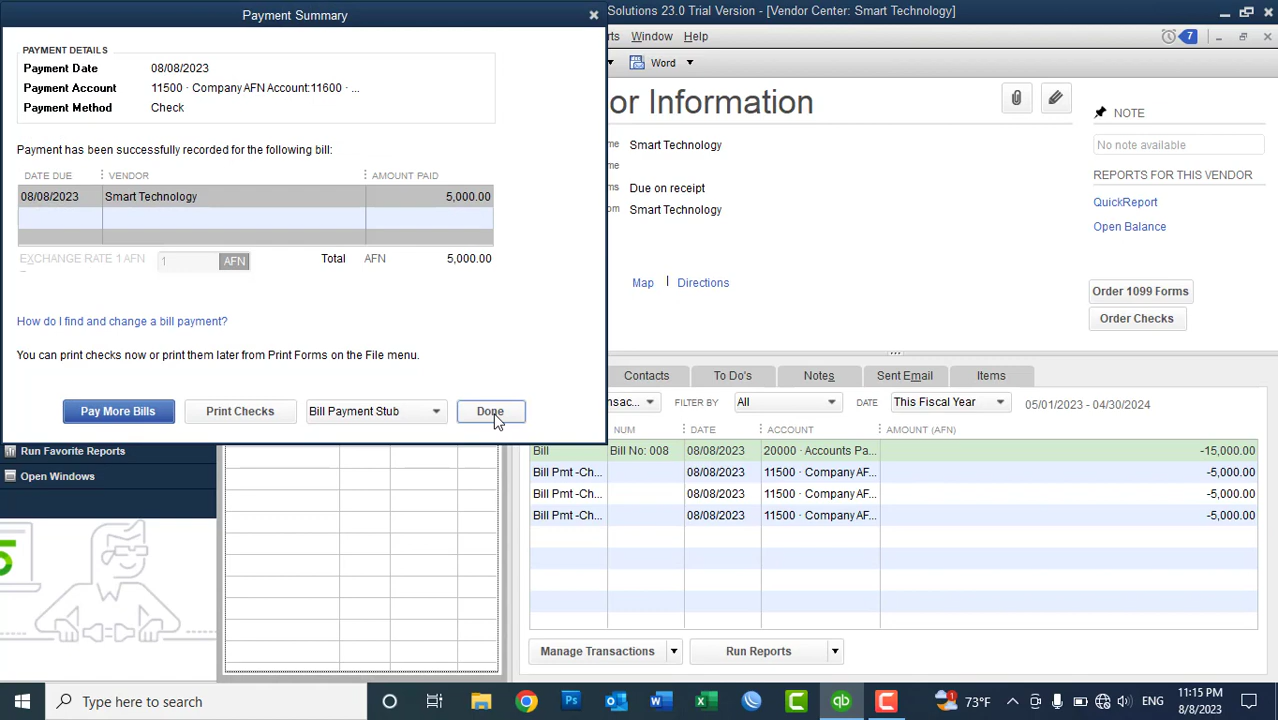 Payment Summary
Solutions 23.0 Trial Version - [Vendor Center: Smart Technology]
rts Window Help
7
PAYMENT DETAILS
Payment Date 08/08/2023
Payment Account 11500 · Company AFN Account:11600 · ...
Payment Method Check
Payment has been successfully recorded for the following bill:
DATE DUE VENDOR AMOUNT PAID
08/08/2023 Smart Technology 5,000.00
EXCHANGE RATE 1 AFN 1 AFN Total AFN 5,000.00
How do I find and change a bill payment?
You can print checks now or print them later from Print Forms on the File menu.
Pay More Bills Print Checks Bill Payment Stub Done
Word
or Information
me Smart Technology
me
ms Due on receipt
om Smart Technology
Map Directions
NOTE
No note available
REPORTS FOR THIS VENDOR
QuickReport
Open Balance
Order 1099 Forms
Order Checks
Contacts To Do's Notes Sent Email Items
nsac... FILTER BY All DATE This Fiscal Year 05/01/2023 - 04/30/2024
NUM DATE ACCOUNT AMOUNT (AFN)
Bill Bill No: 008 08/08/2023 20000 · Accounts Pa... -15,000.00
Bill Pmt -Ch... 08/08/2023 11500 · Company AF... -5,000.00
Bill Pmt -Ch... 08/08/2023 11500 · Company AF... -5,000.00
Bill Pmt -Ch... 08/08/2023 11500 · Company AF... -5,000.00
Run Favorite Reports
Open Windows
Manage Transactions Run Reports
Type here to search
73°F ENG 11:15 PM
8/8/2023